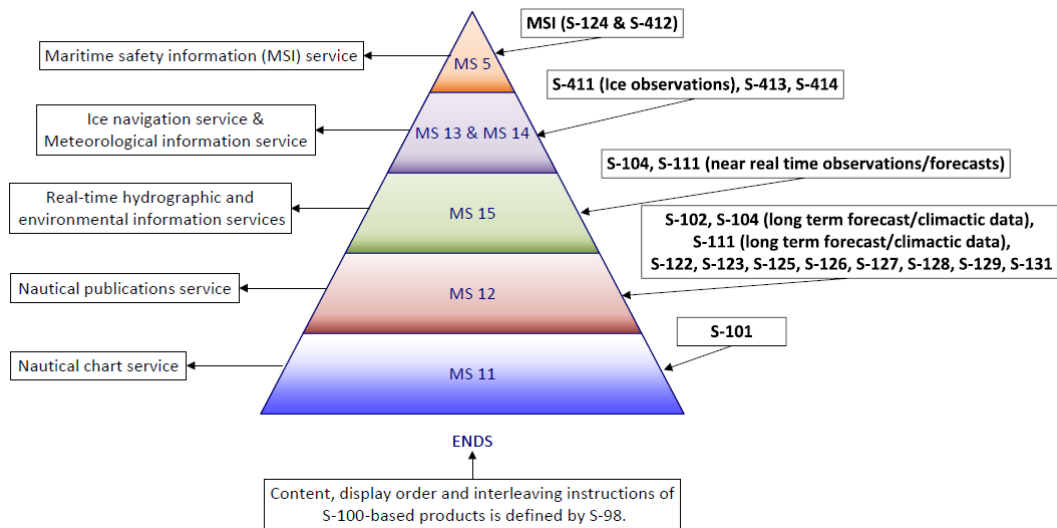 MSI (S-124 & S-412)
Maritime safety information (MSI) service
MS 5
S-411 (Ice observations), S-413, S-414
Ice navigation service &
Meteorological information service
MS 13 & MS 14
S-104, S-111 (near real time observations/forecasts)
Real-time hydrographic and
environmental information services
MS 15
S-102, S-104 (long term forecast/climactic data),
S-111 (long term forecast/climactic data),
S-122, S-123, S-125, S-126, S-127, S-128, S-129, S-131
Nautical publications service
MS 12
S-101
Nautical chart service
MS 11
ENDS
Content, display order and interleaving instructions of
S-100-based products is defined by S-98.